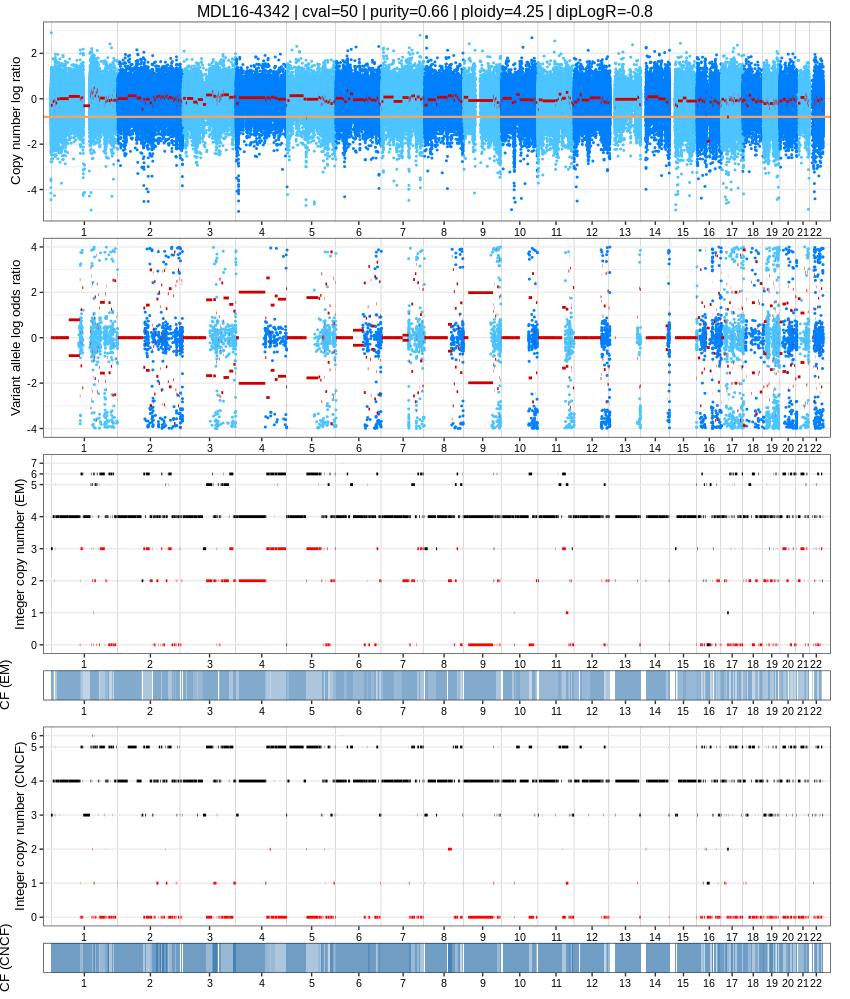 MDL16-4342 | cval=50 | purity=0.66 | ploidy=4.25 | dipLogR=-0.8
Copy number log ratio
2
0
-2
-4
1 2 3 4 5 6 7 8 9 10 11 12 13 14 15 16 17 18 19 20 21 22
Variant allele log odds ratio
4
2
0
-2
-4
1 2 3 4 5 6 7 8 9 10 11 12 13 14 15 16 17 18 19 20 21 22
Integer copy number (EM)
7
6
5
4
3
2
1
0
1 2 3 4 5 6 7 8 9 10 11 12 13 14 15 16 17 18 19 20 21 22
CF (EM)
1 2 3 4 5 6 7 8 9 10 11 12 13 14 15 16 17 18 19 20 21 22
Integer copy number (CNCF)
6
5
4
3
2
1
0
1 2 3 4 5 6 7 8 9 10 11 12 13 14 15 16 17 18 19 20 21 22
CF (CNCF)
1 2 3 4 5 6 7 8 9 10 11 12 13 14 15 16 17 18 19 20 21 22